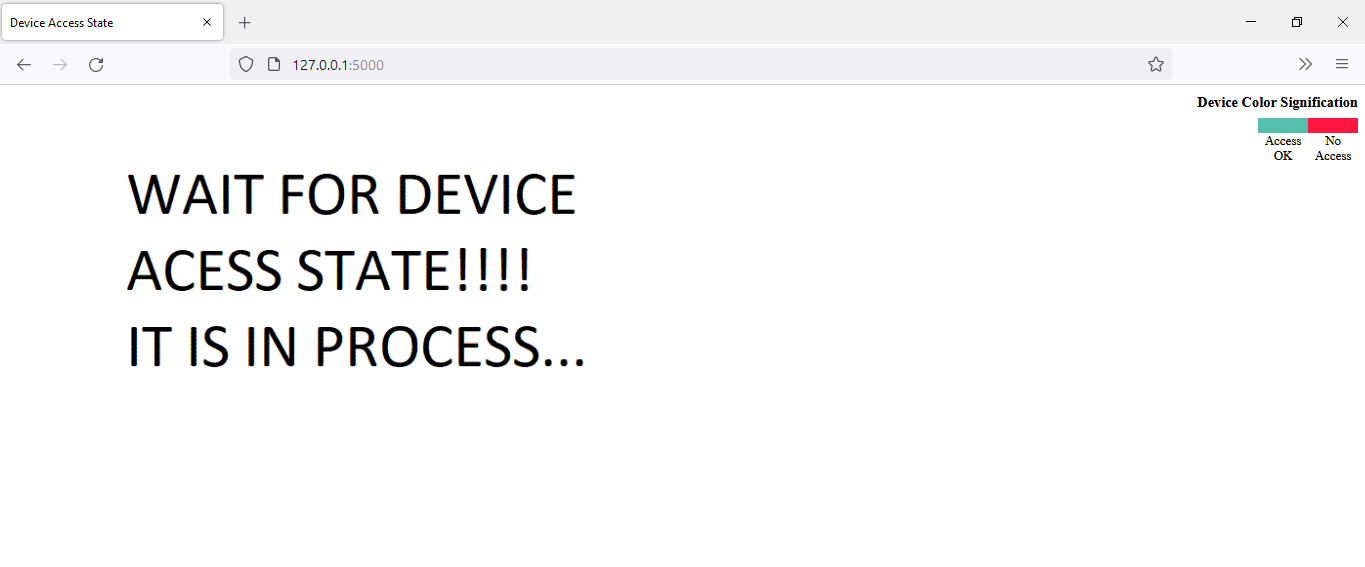 Device Access State
127.0.0.1:5000
Device Color Signification
Access No
OK Access
WAIT FOR DEVICE
ACESS STATE!!!!
IT IS IN PROCESS...